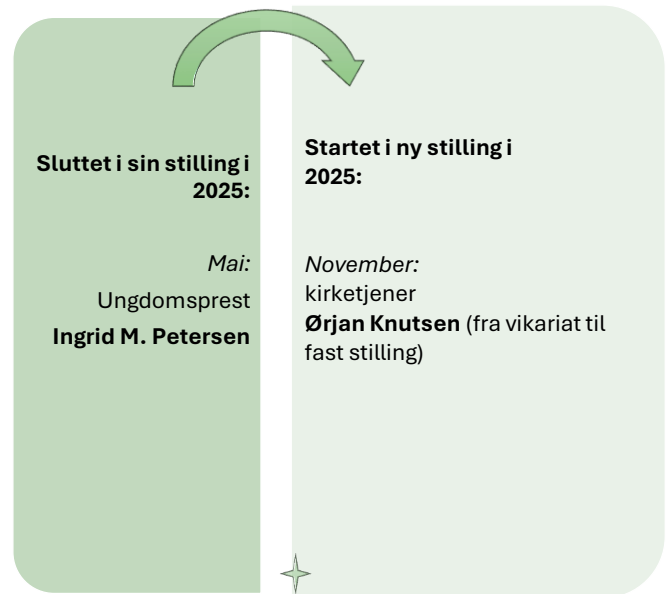 Sluttet i sin stilling i
2025:
Mai:
Ungdomsprest
Ingrid M. Petersen
Startet i ny stilling i
2025:
November:
kirketjener
Ørjan Knutsen (fra vikariat til
fast stilling)